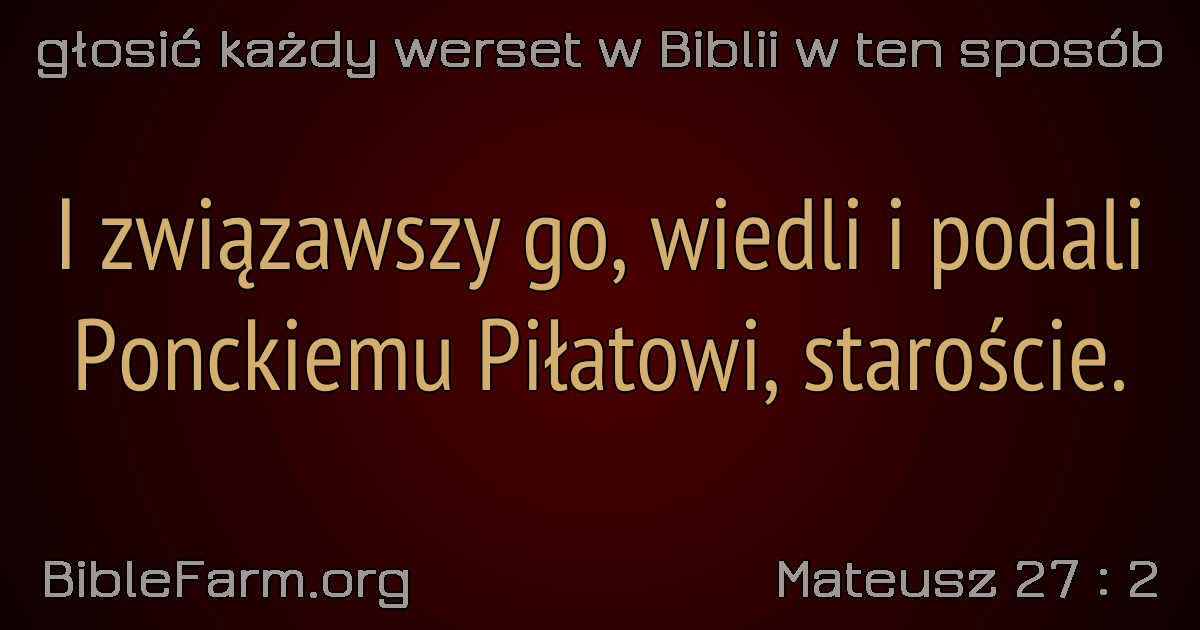 głosić każdy werset w Biblii w ten sposób
I związawszy go, wiedli i podali
Ponckiemu Piłatowi, staroście.
BibleFarm.org
Mateusz 27 : 2